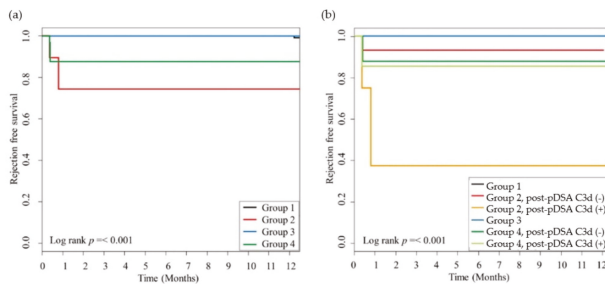 (a)
Rejection free survival
1.0
0.8
0.6
0.4
0.2
0.0
Group 1
Group 2
Group 3
Group 4
Log rank p =< 0.001
0 1 2 3 4 5 6 7 8 9 10 11 12
Time (Months)
(b)
Rejection free survival
1.0
0.8
0.6
0.4
0.2
0.0
Group 1
Group 2, post-pDSA C3d (-)
Group 2, post-pDSA C3d (+)
Group 3
Group 4, post-pDSA C3d (-)
Group 4, post-pDSA C3d (+)
Log rank p =< 0.001
0 1 2 3 4 5 6 7 8 9 10 11 12
Time (Months)